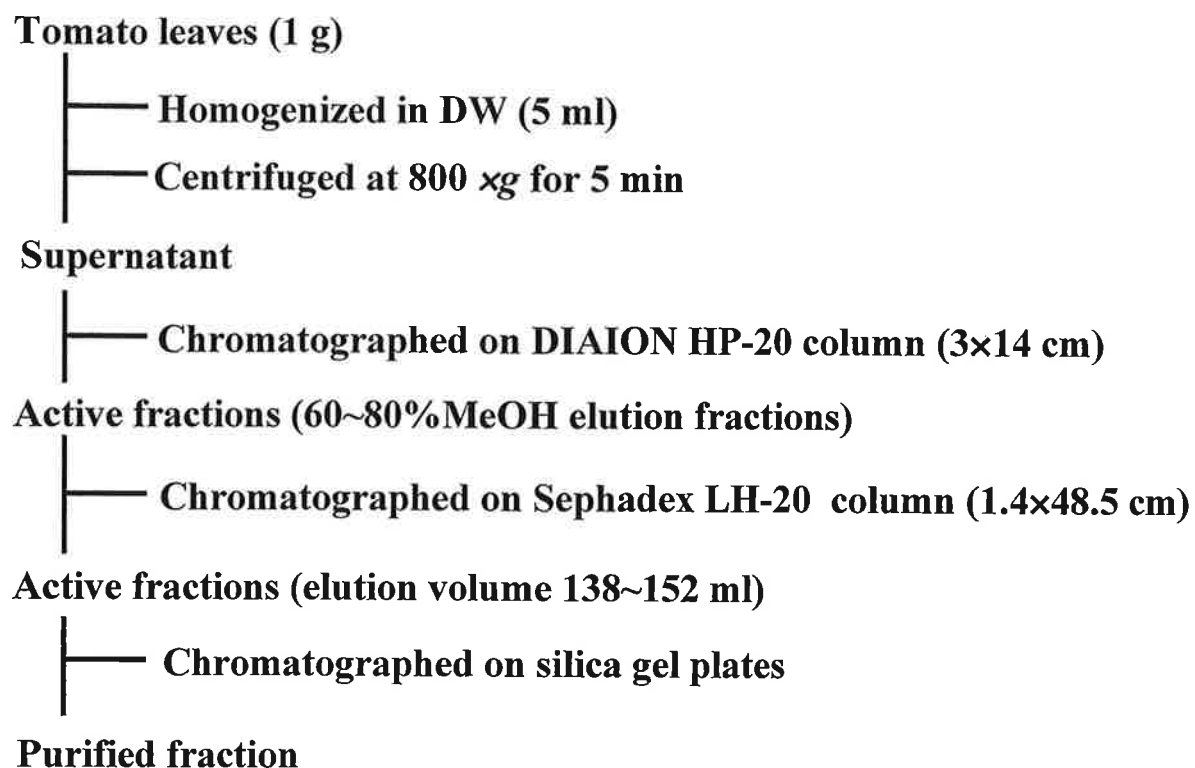 Tomato leaves (1 g)
Homogenized in DW (5 ml)
Centrifuged at 800 ×g for 5 min
Supernatant
Chromatographed on DIAION HP-20 column (3×14 cm)
Active fractions (60~80%MeOH elution fractions)
Chromatographed on Sephadex LH-20 column (1.4×48.5 cm)
Active fractions (elution volume 138~152 ml)
Chromatographed on silica gel plates
Purified fraction